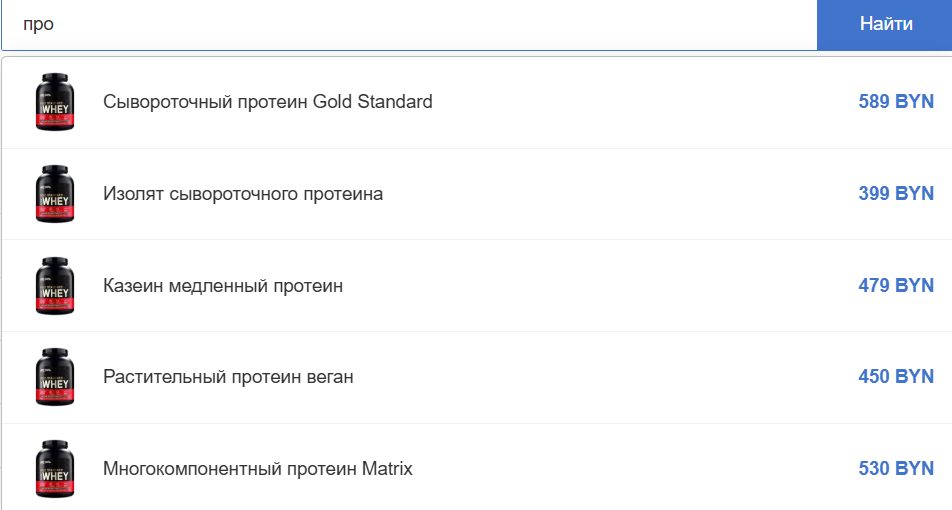 про
Найти
WHEY
Сывороточный протеин Gold Standard
589 BYN
WHEY
Изолят сывороточного протеина
399 BYN
WHEY
Казеин медленный протеин
479 BYN
WHEY
Растительный протеин веган
450 BYN
WHEY
Многокомпонентный протеин Matrix
530 BYN